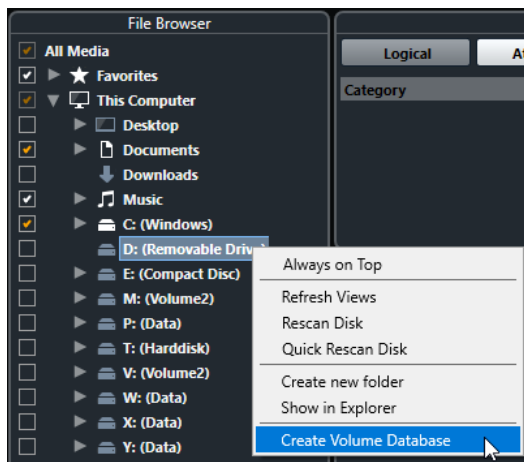 File Browser
All Media
Favorites
This Computer
Desktop
Documents
Downloads
Music
C: (Windows)
D: (Removable Drive)
E: (Compact Disc)
M: (Volume2)
P: (Data)
T: (Harddisk)
V: (Volume2)
W: (Data)
X: (Data)
Y: (Data)
Logical
Category
Always on Top
Refresh Views
Rescan Disk
Quick Rescan Disk
Create new folder
Show in Explorer
Create Volume Database